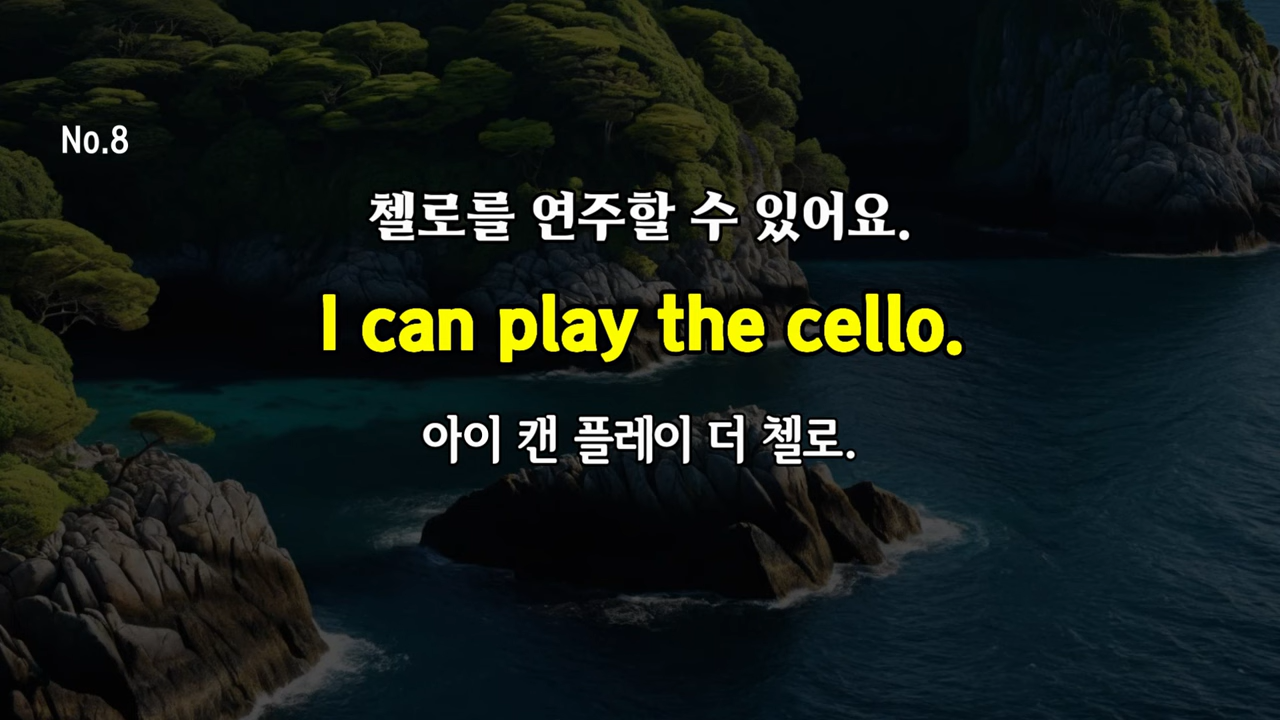 No.8
첼로를 연주할 수 있어요.
I can play the cello.
아이 캔 플레이 더 첼로.